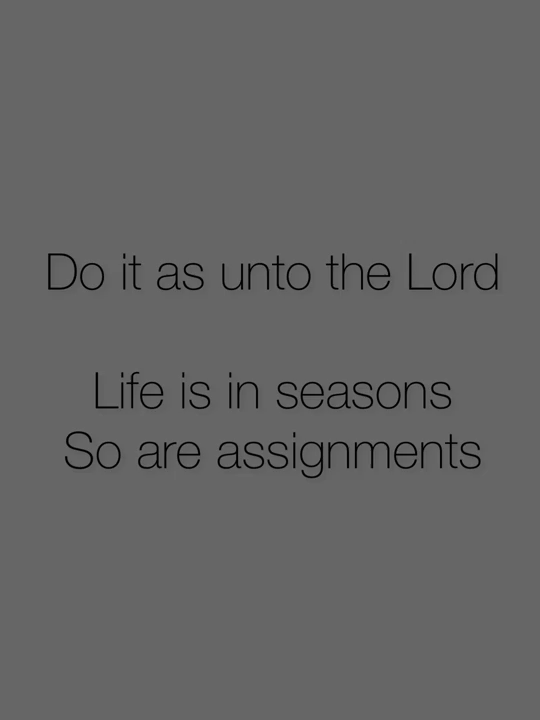 Do it as unto the Lord
Life is in seasons
So are assignments